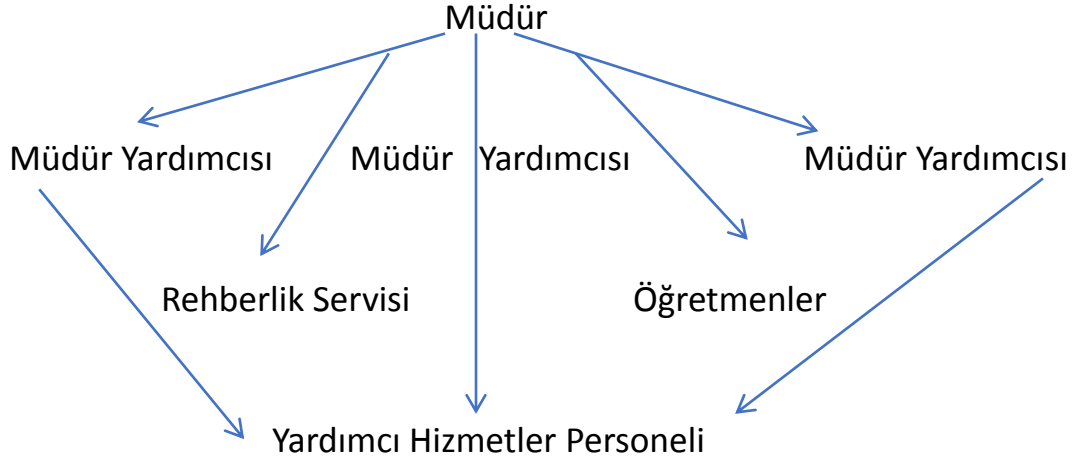 Müdür
Müdür Yardımcısı
Müdür Yardımcısı
Müdür Yardımcısı
Rehberlik Servisi
Öğretmenler
Yardımcı Hizmetler Personeli